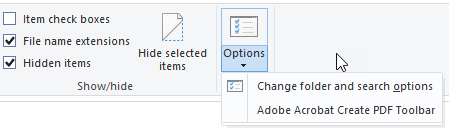 Item check boxes
File name extensions
Hidden items
Hide selected
items
Show/hide
Options
Change folder and search options
Adobe Acrobat Create PDF Toolbar